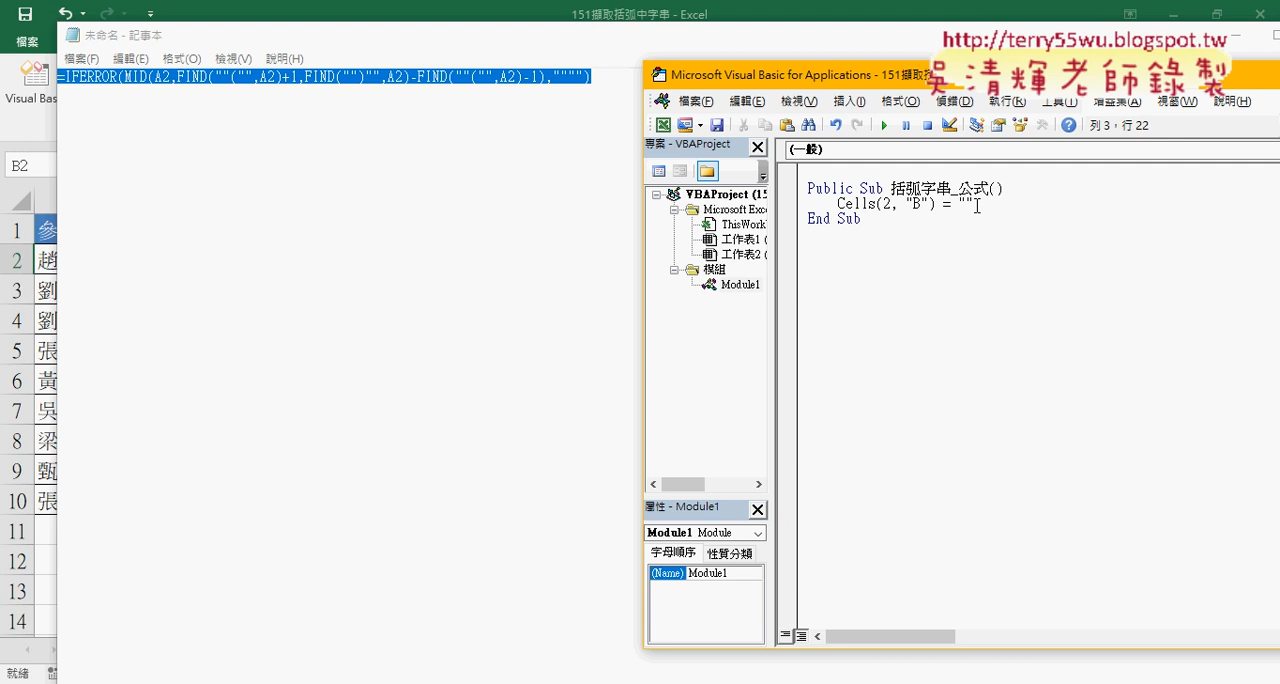 151擷取括弧中字串 - Excel
檔案
未命名 - 記事本
檔案(F) 編輯(E) 格式(O) 檢視(V) 說明(H)
=IFERROR(MID(A2,FIND(""("",A2)+1,FIND("")"",A2)-FIND(""("",A2)-1),"""")
http://terry55wu.blogspot.tw
吳清輝老師錄製
Visual Bas
Microsoft Visual Basic for Applications - 151擷取括
檔案(F) 編輯(E) 檢視(V) 插入(I) 格式(O) 偵錯(D) 執行(R) 工具(T) 增益集(A) 視窗(W) 說明(H)
列 3，行 22
專案 - VBAProject
(一般)
B2
VBAProject (15
Microsoft Exc
ThisWork
工作表1 (
工作表2 (
模組
Module1
Public Sub 括弧字串_公式()
Cells(2, "B") = ""
End Sub
1 參
2 趙
3 劉
4 劉
5 張
6 黃
7 吳
8 梁
9 甄
10 張
11
12
13
14
屬性 - Module1
Module1 Module
字母順序 性質分類
(Name) Module1
就緒